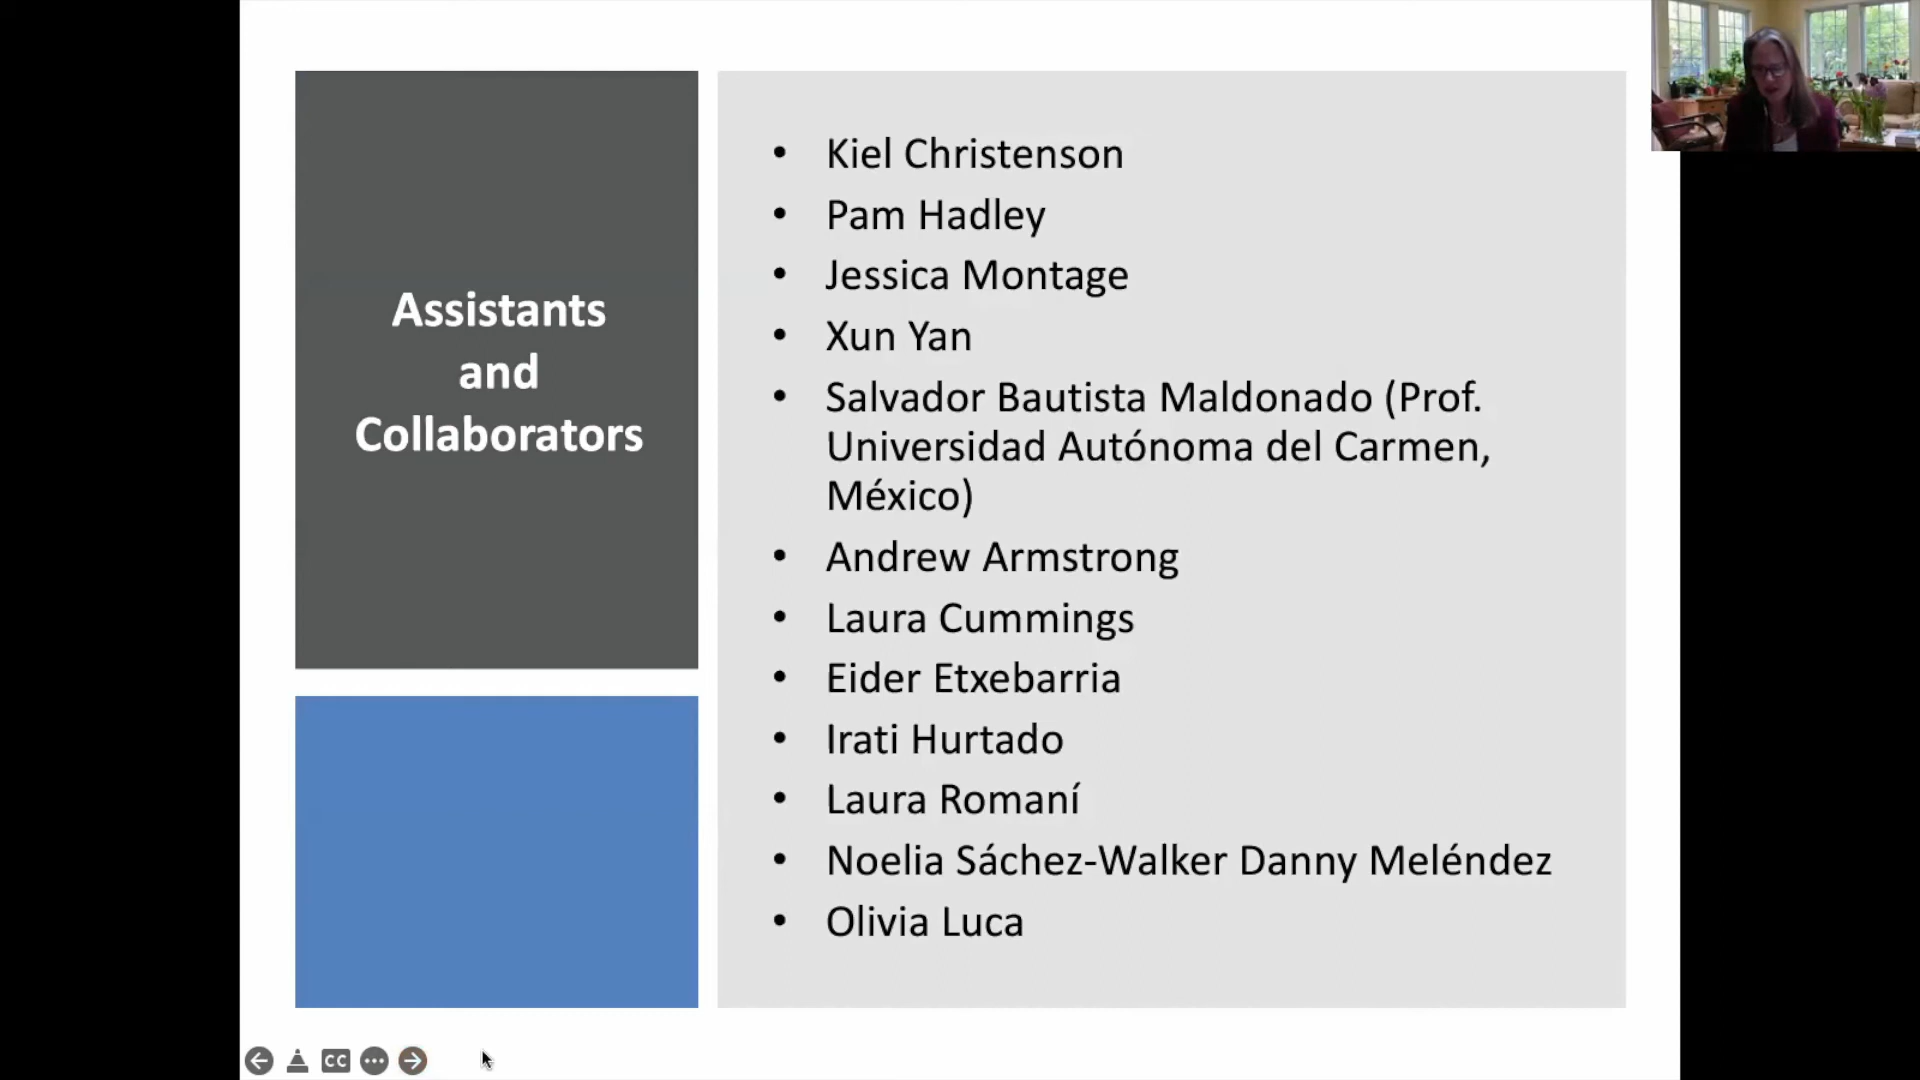 Assistants
and
Collaborators
• Kiel Christenson
• Pam Hadley
• Jessica Montage
• Xun Yan
• Salvador Bautista Maldonado (Prof.
Universidad Autónoma del Carmen,
México)
• Andrew Armstrong
• Laura Cummings
• Eider Etxebarria
• Irati Hurtado
• Laura Romaní
• Noelia Sáchez-Walker Danny Meléndez
• Olivia Luca
CC